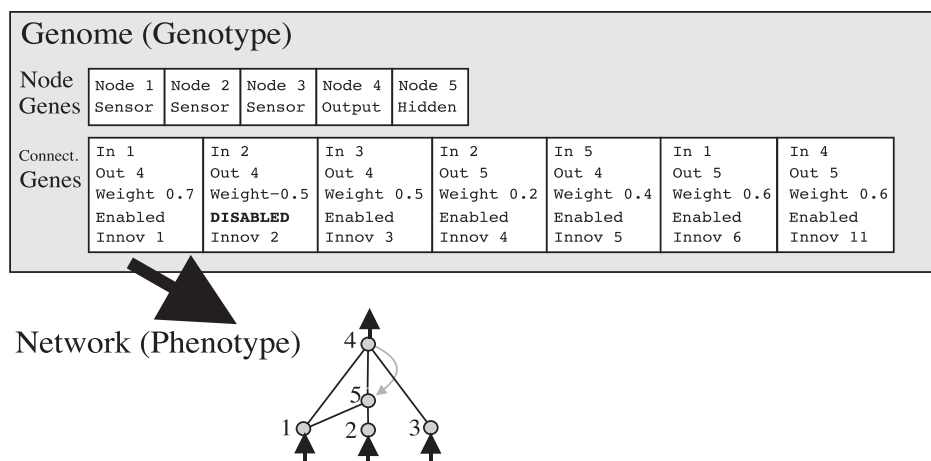 Genome (Genotype)
Node Genes
Node 1 Sensor
Node 2 Sensor
Node 3 Sensor
Node 4 Output
Node 5 Hidden
Connect. Genes
In 1
Out 4
Weight 0.7
Enabled
Innov 1
In 2
Out 4
Weight-0.5
DISABLED
Innov 2
In 3
Out 4
Weight 0.5
Enabled
Innov 3
In 2
Out 5
Weight 0.2
Enabled
Innov 4
In 5
Out 4
Weight 0.4
Enabled
Innov 5
In 1
Out 5
Weight 0.6
Enabled
Innov 6
In 4
Out 5
Weight 0.6
Enabled
Innov 11
Network (Phenotype)
4
5
1
2
3